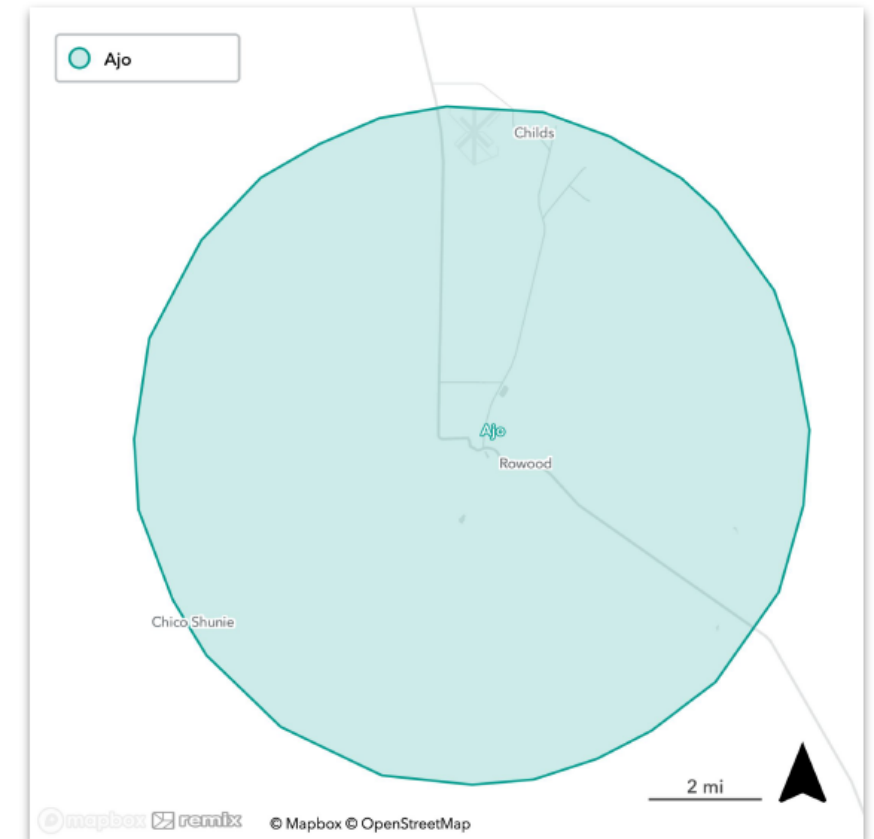 Ajo
Childs
Ajo
Rowood
Chico Shunie
2 mi
mapbox remix © Mapbox © OpenStreetMap